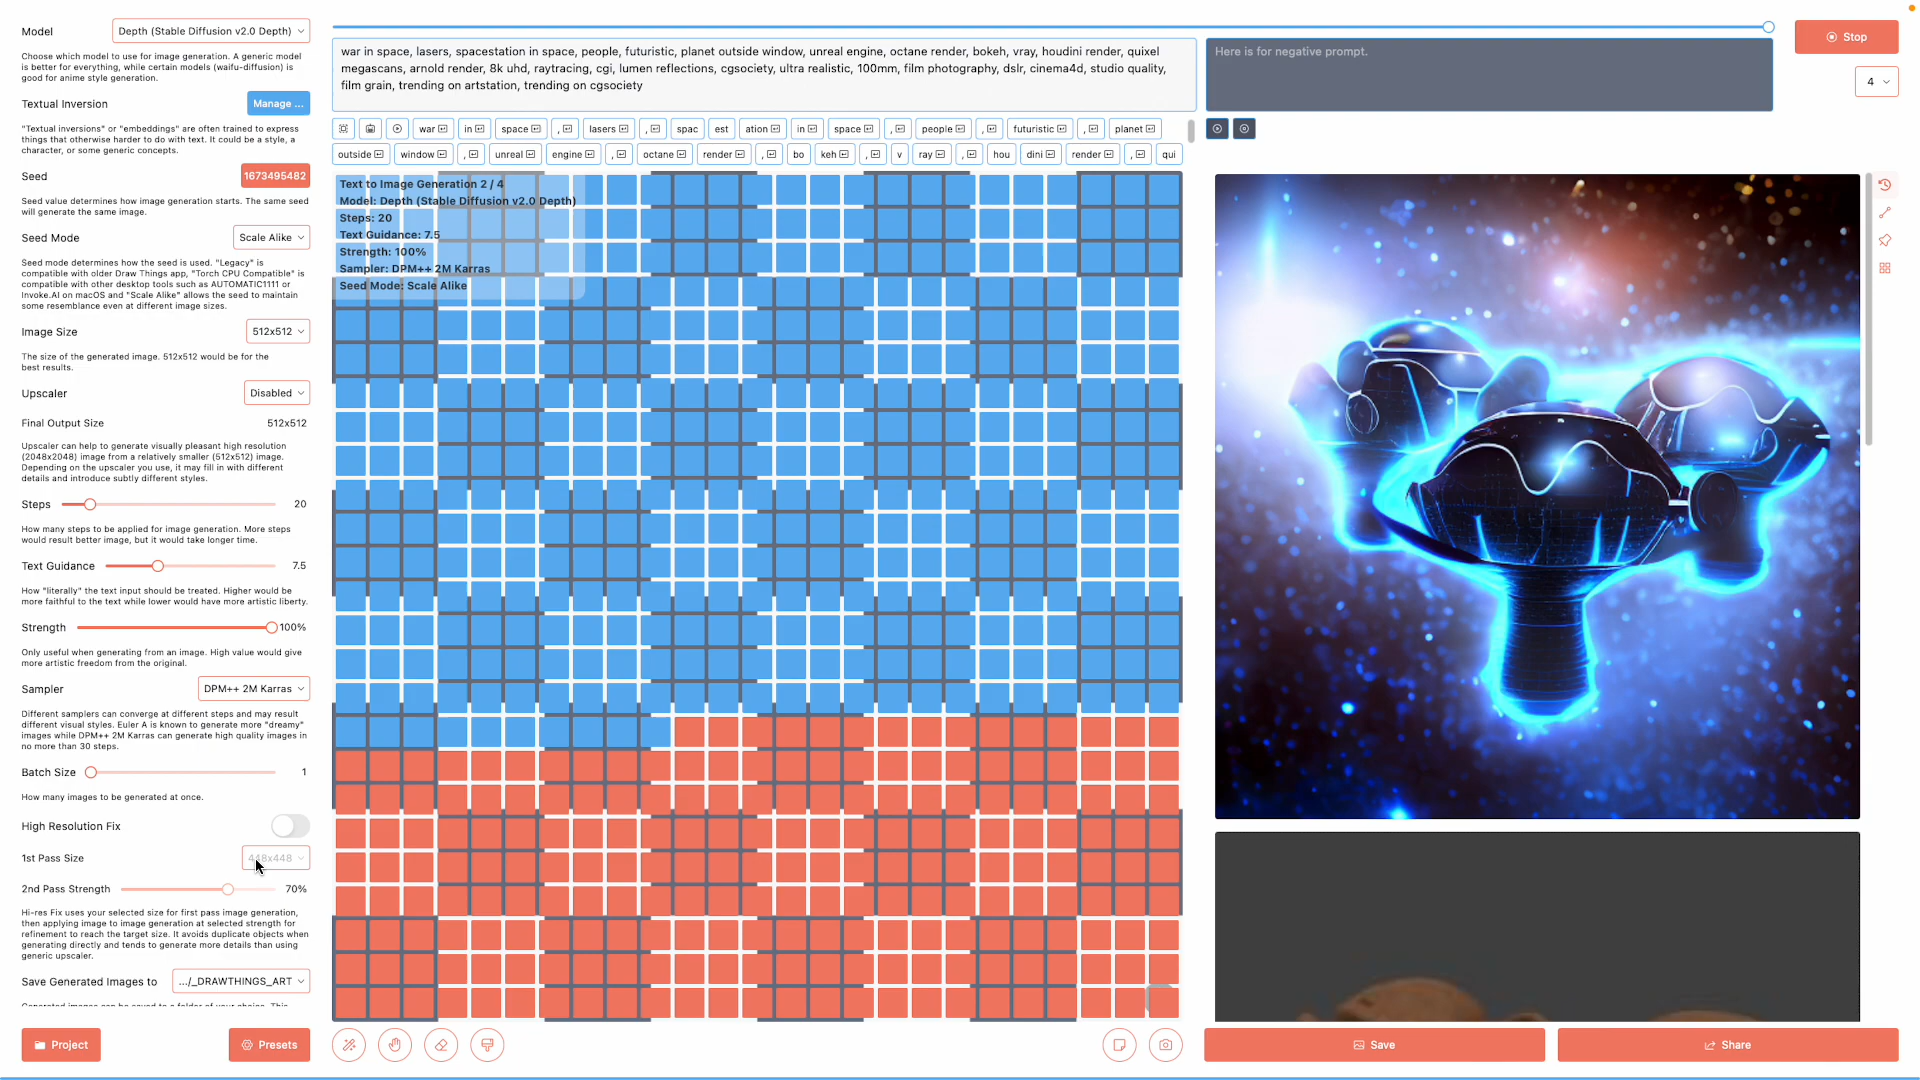 Model
Depth (Stable Diffusion v2.0 Depth)
Choose which model to use for image generation. A generic model
is better for everything, while certain models (waifu-diffusion) is
good for anime style generation.
Textual Inversion
Manage ...
"Textual inversions" or "embeddings" are often trained to express
things that otherwise harder to do with text. It could be a style, a
character, or some generic concepts.
Seed
1673495482
Seed value determines how image generation starts. The same seed
will generate the same image.
Seed Mode
Scale Alike
Seed mode determines how the seed is used. "Legacy" is
compatible with older Draw Things app, "Torch CPU Compatible" is
compatible with other desktop tools such as AUTOMATIC1111 or
Invoke.AI on macOS and "Scale Alike" allows the seed to maintain
some resemblance even at different image sizes.
Image Size
512x512
The size of the generated image. 512x512 would be for the
best results.
Upscaler
Disabled
Final Output Size
512x512
Upscaler can help to generate visually pleasant high resolution
(2048x2048) image from a relatively smaller (512x512) image.
Depending on the upscaler you use, it may fill in with different
details and introduce subtly different styles.
Steps
20
How many steps to be applied for image generation. More steps
would result better image, but it would take longer time.
Text Guidance
7.5
How "literally" the text input should be treated. Higher would be
more faithful to the text while lower would have more artistic liberty.
Strength
100%
Only useful when generating from an image. High value would give
more artistic freedom from the original.
Sampler
DPM++ 2M Karras
Different samplers can converge at different steps and may result
different visual styles. Euler A is known to generate more "dreamy"
images while DPM++ 2M Karras can generate high quality images in
no more than 30 steps.
Batch Size
1
How many images to be generated at once.
High Resolution Fix
1st Pass Size
448x448
2nd Pass Strength
70%
Hi-res Fix uses your selected size for first pass image generation,
then applying image to image generation at selected strength for
refinement to reach the target size. It avoids duplicate objects when
generating directly and tends to generate more details than using
generic upscaler.
Save Generated Images to
.../_DRAWTHINGS_ART
Generated images can be saved to a folder of your choice. This
Project
Presets
war in space, lasers, spacestation in space, people, futuristic, planet outside window, unreal engine, octane render, bokeh, vray, houdini render, quixel
megascans, arnold render, 8k uhd, raytracing, cgi, lumen reflections, cgsociety, ultra realistic, 100mm, film photography, dslr, cinema4d, studio quality,
film grain, trending on artstation, trending on cgsociety
war in space , lasers , spac est ation in space , people , futuristic , planet
outside window , unreal engine , octane render , bo keh , v ray , hou dini render , qui
Text to Image Generation 2 / 4
Model: Depth (Stable Diffusion v2.0 Depth)
Steps: 20
Text Guidance: 7.5
Strength: 100%
Sampler: DPM++ 2M Karras
Seed Mode: Scale Alike
Here is for negative prompt.
Stop
4
Save
Share